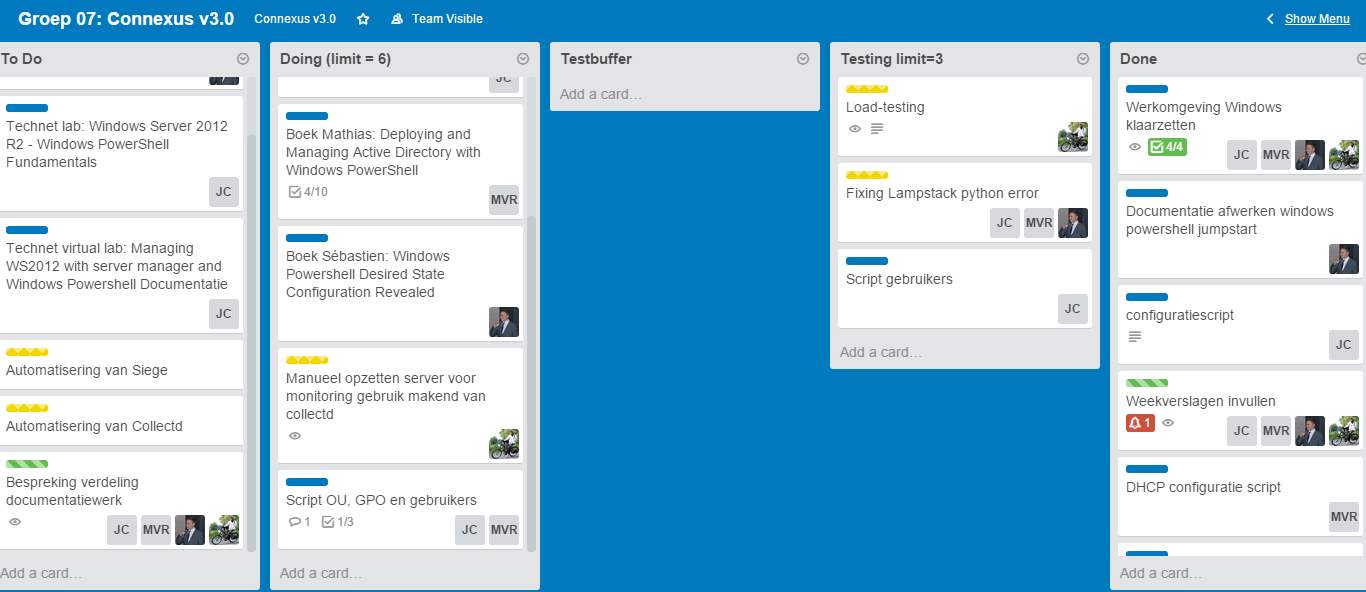 Groep 07: Connexus v3.0
Connexus v3.0
Team Visible
Show Menu
To Do
Technet lab: Windows Server 2012
R2 - Windows PowerShell
Fundamentals
JC
Technet virtual lab: Managing
WS2012 with server manager and
Windows Powershell Documentatie
JC
Automatisering van Siege
Automatisering van Collectd
Bespreking verdeling
documentatiewerk
JC MVR
Add a card...
Doing (limit = 6)
JC
Boek Mathias: Deploying and
Managing Active Directory with
Windows PowerShell
4/10
MVR
Boek Sébastien: Windows
Powershell Desired State
Configuration Revealed
Manueel opzetten server voor
monitoring gebruik makend van
collectd
Script OU, GPO en gebruikers
1 1/3
JC MVR
Add a card...
Testbuffer
Add a card...
Testing limit=3
Load-testing
Fixing Lampstack python error
JC MVR
Script gebruikers
JC
Add a card...
Done
Werkomgeving Windows
klaarzetten
4/4
JC MVR
Documentatie afwerken windows
powershell jumpstart
configuratiescript
JC
Weekverslagen invullen
1
JC MVR
DHCP configuratie script
MVR
Add a card...